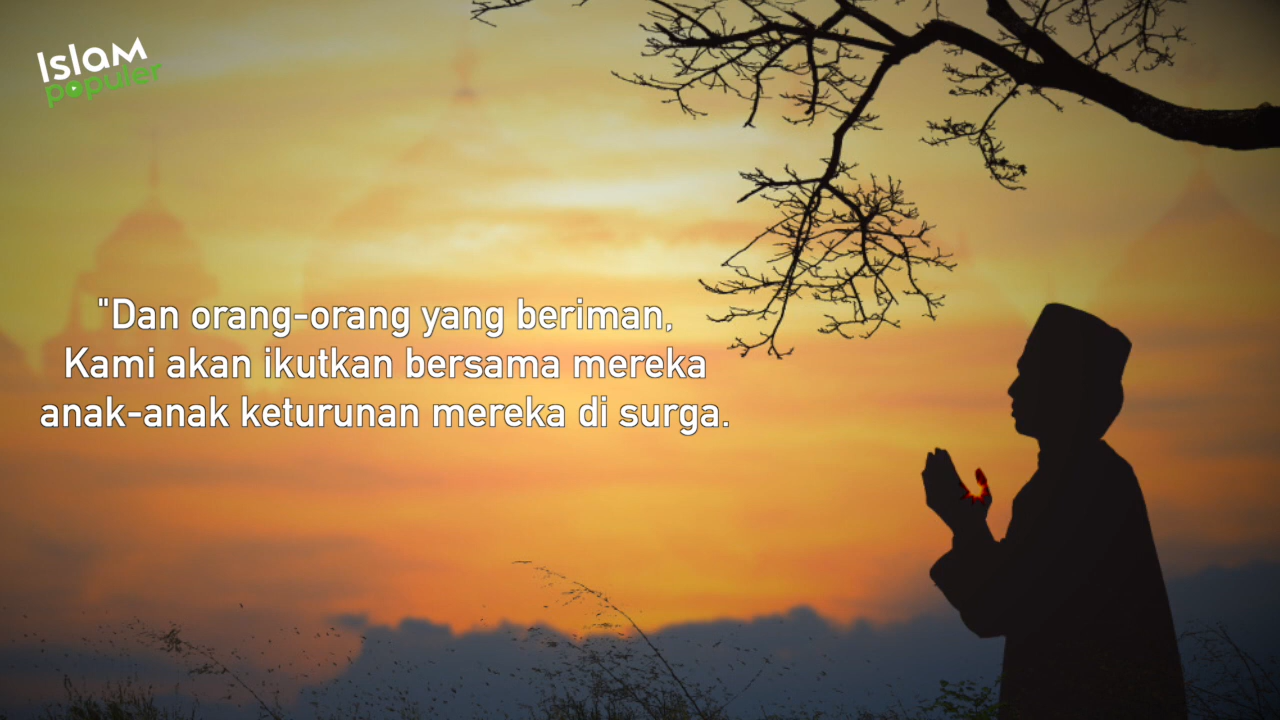 IslAM
populer
"Dan orang-orang yang beriman,
Kami akan ikutkan bersama mereka
anak-anak keturunan mereka di surga.